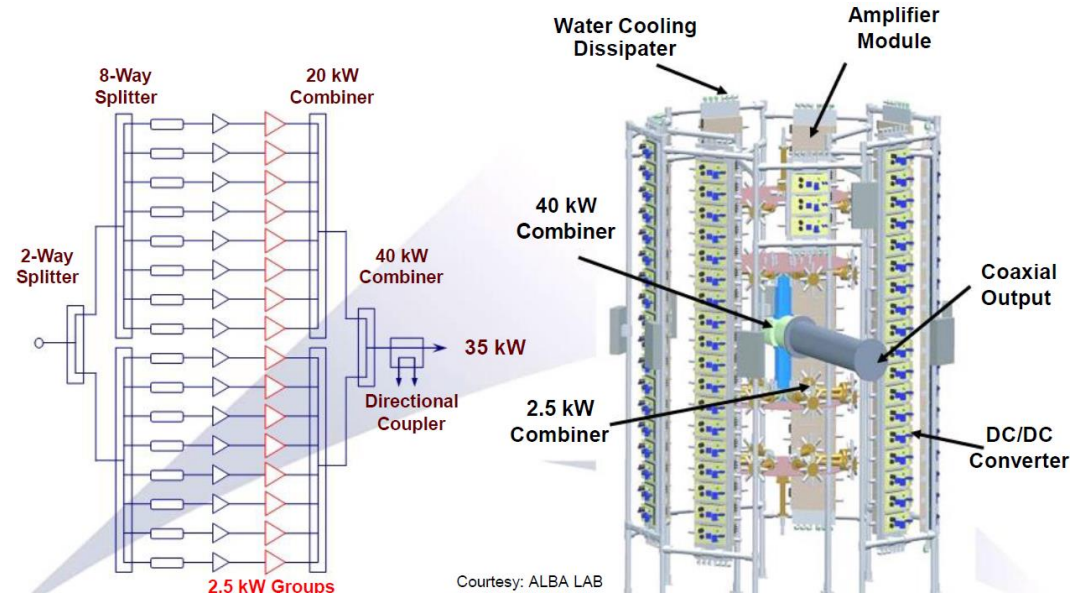 8-Way
Splitter
20 kW
Combiner
2-Way
Splitter
40 kW
Combiner
35 kW
Directional
Coupler
2.5 kW Groups
Water Cooling
Dissipater
Amplifier
Module
40 kW
Combiner
Coaxial
Output
2.5 kW
Combiner
DC/DC
Converter
Courtesy: ALBA LAB